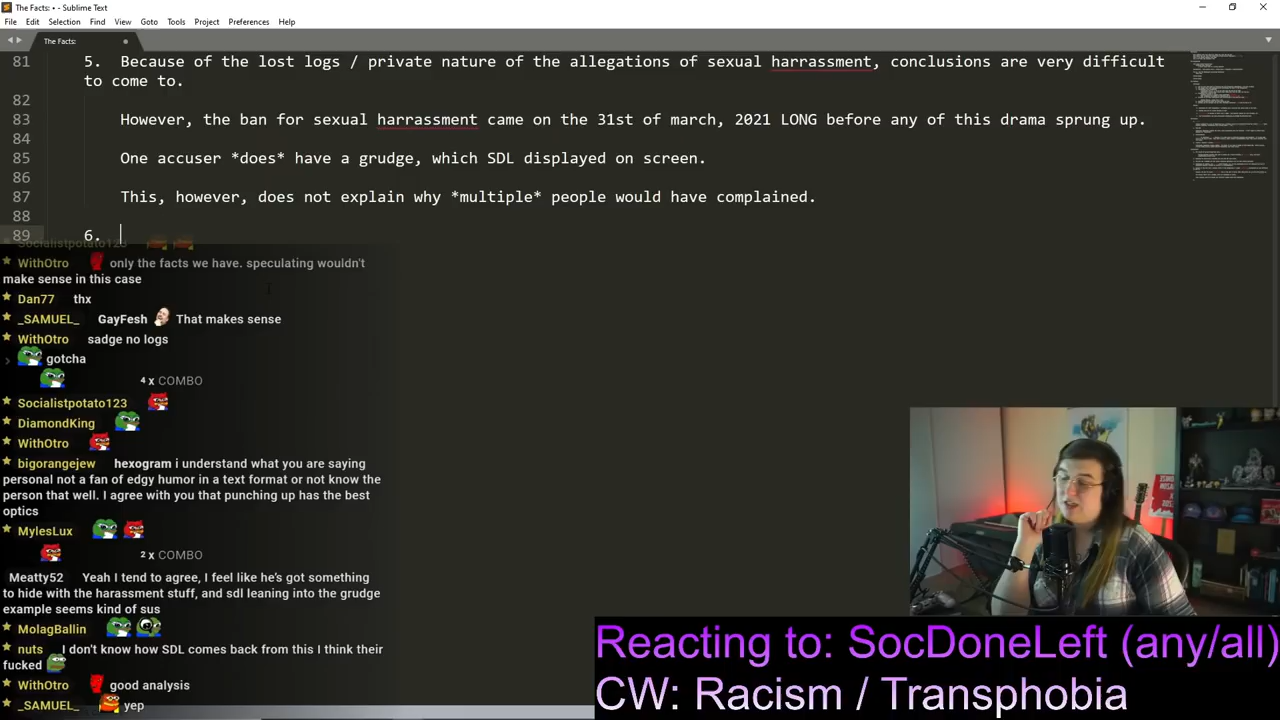 The Facts: • - Sublime Text
File Edit Selection Find View Goto Tools Project Preferences Help
The Facts:
81 5. Because of the lost logs / private nature of the allegations of sexual harrassment, conclusions are very difficult
to come to.
82
83 However, the ban for sexual harrassment came on the 31st of march, 2021 LONG before any of this drama sprung up.
84
85 One accuser *does* have a grudge, which SDL displayed on screen.
86
87 This, however, does not explain why *multiple* people would have complained.
88
89 6.
Socialistpotato123
WithOtro only the facts we have. speculating wouldn't
make sense in this case
Dan77 thx
_SAMUEL_ GayFesh That makes sense
WithOtro sadge no logs
gotcha
4 x COMBO
Socialistpotato123
DiamondKing
WithOtro
bigorangejew hexogram i understand what you are saying
personal not a fan of edgy humor in a text format or not know the
person that well. I agree with you that punching up has the best
optics
MylesLux
2 x COMBO
Meatty52 Yeah I tend to agree, I feel like he's got something
to hide with the harassment stuff, and sdl leaning into the grudge
example seems kind of sus
MolagBallin
nuts I don't know how SDL comes back from this I think their
fucked
WithOtro good analysis
_SAMUEL_ yep
Reacting to: SocDoneLeft (any/all)
CW: Racism / Transphobia